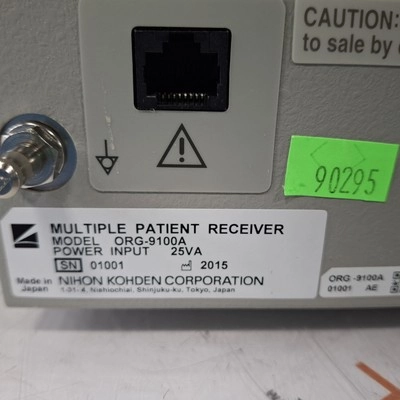 CAUTION:
to sale by
90295
MULTIPLE PATIENT RECEIVER
MODEL ORG-9100A
POWER INPUT 25VA
SN 01001 2015
Made in Japan
NIHON KOHDEN CORPORATION
1-31-4, Nishiochiai, Shinjuku-ku, Tokyo, Japan
ORG-9100A
01001 AE